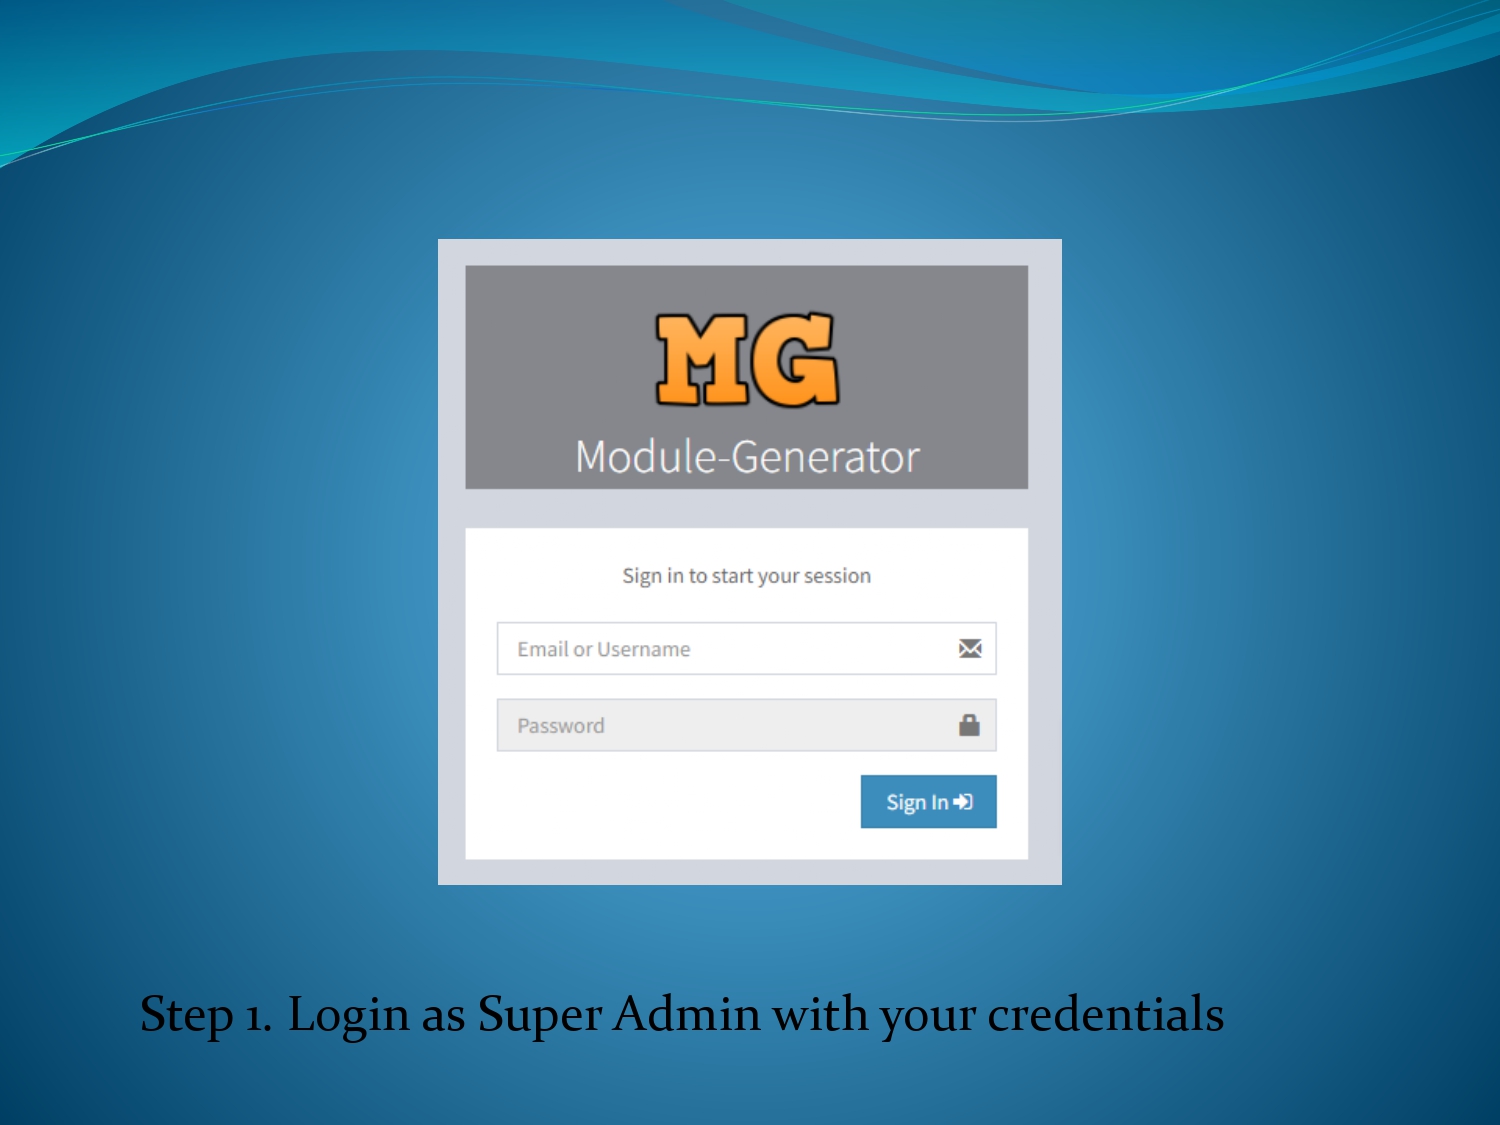 MG
Module-Generator
Sign in to start your session
Email or Username
Password
Sign In
Step 1. Login as Super Admin with your credentials